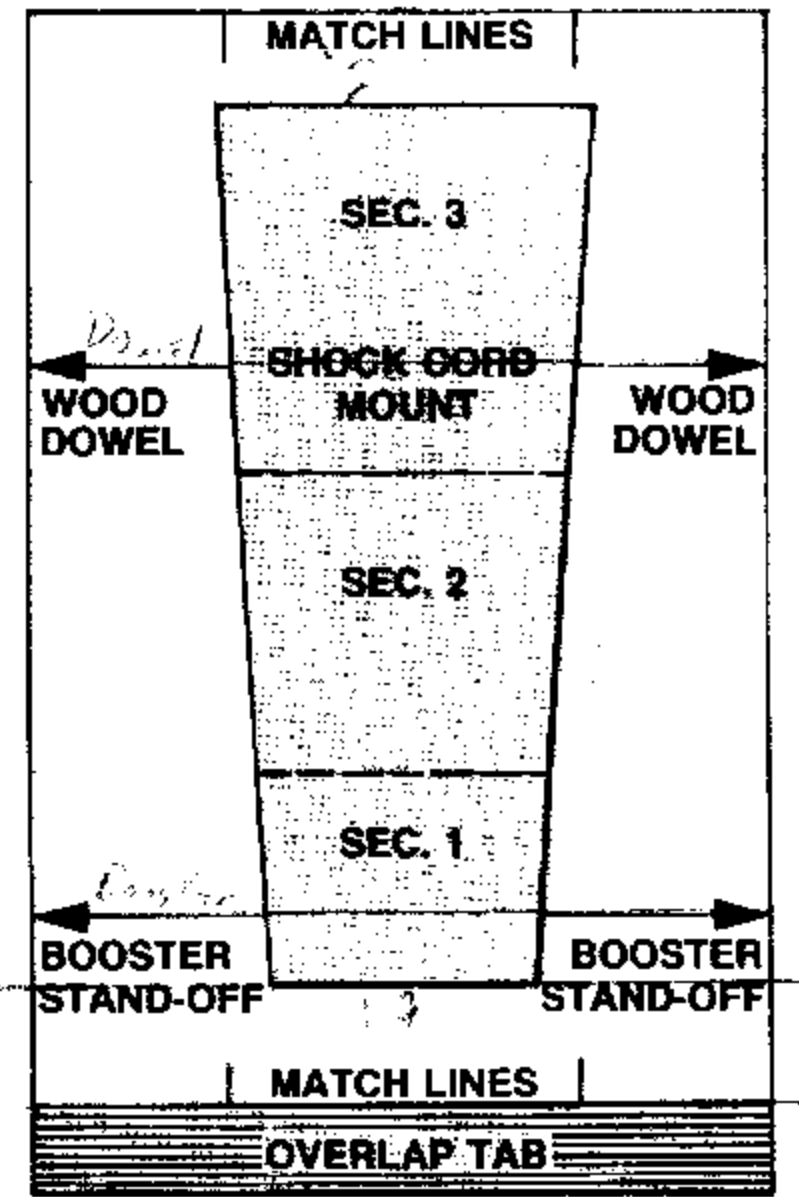 MATCH LINES
SEC. 3
SHOCK CORD
MOUNT
WOOD
DOWEL
WOOD
DOWEL
SEC. 2
SEC. 1
BOOSTER
STAND-OFF
BOOSTER
STAND-OFF
MATCH LINES
OVERLAP TAB